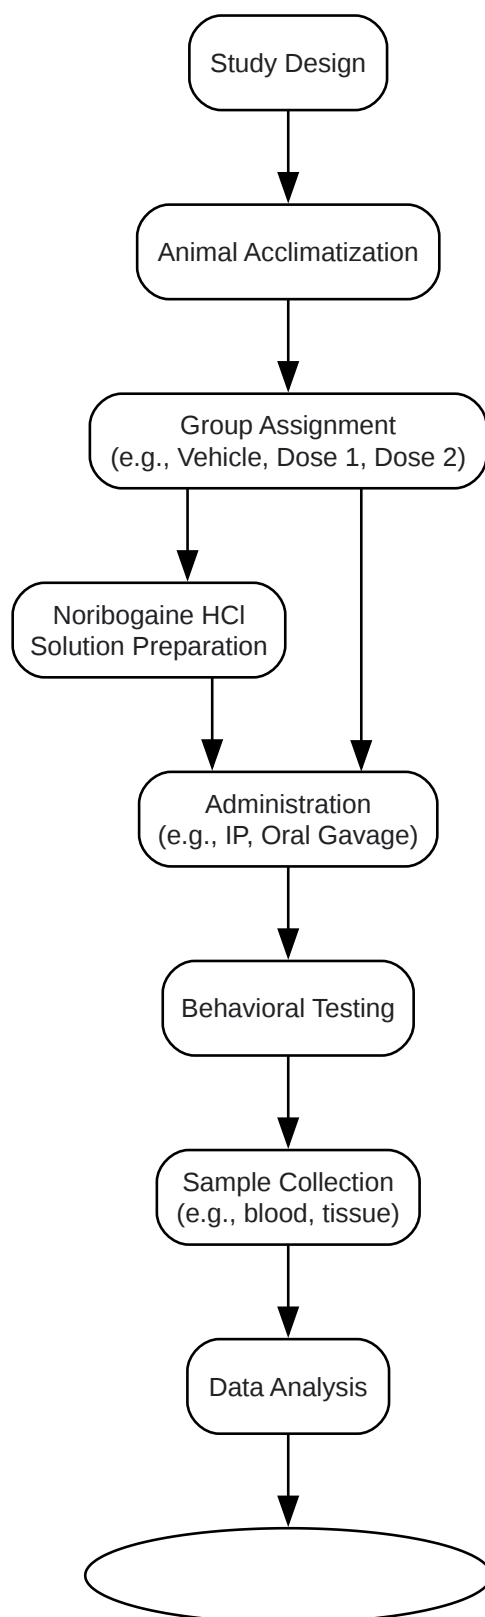 Study Design
Animal Acclimatization
Group Assignment
(e.g., Vehicle, Dose 1, Dose 2)
Noribogaine HCl
Solution Preparation
Administration
(e.g., IP, Oral Gavage)
Behavioral Testing
Sample Collection
(e.g., blood, tissue)
Data Analysis